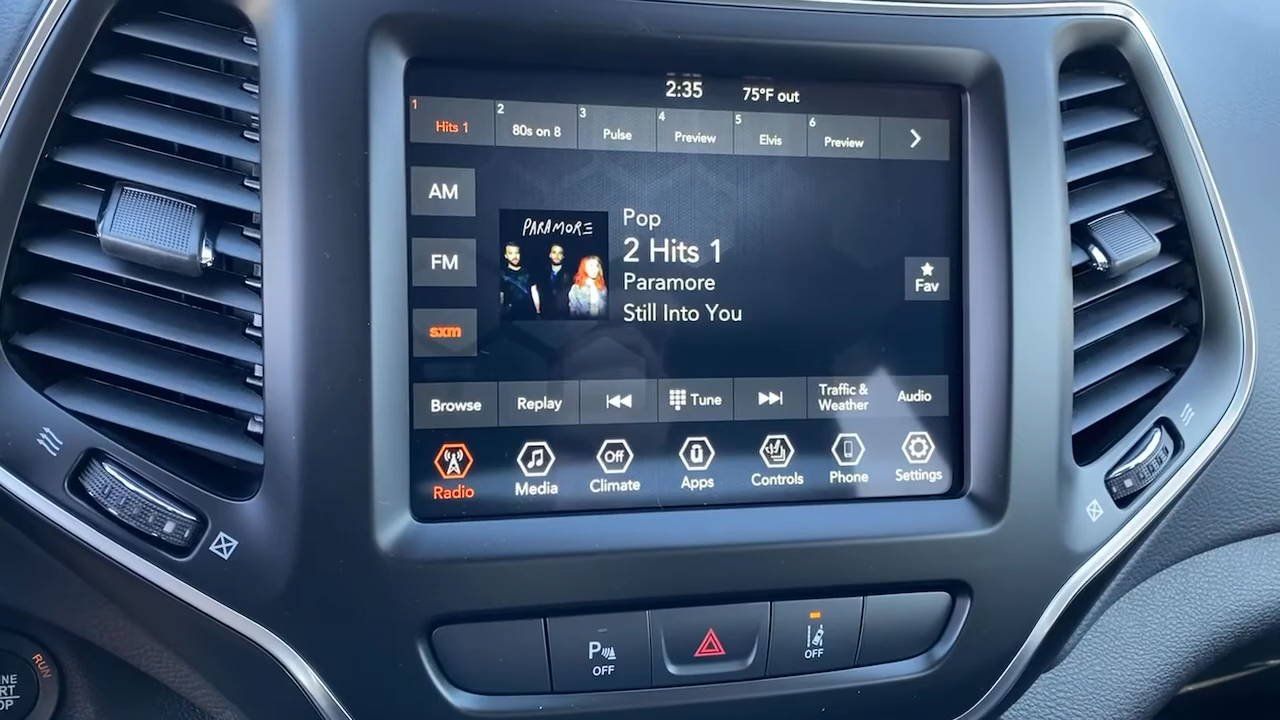 2:35 75°F out
1 Hits 1
2 80s on 8
3 Pulse
4 Preview
5 Elvis
6 Preview
AM
FM
sxm
PARAMORE
Pop
2 Hits 1
Paramore
Still Into You
Fav
Browse
Replay
Tune
Traffic &
Weather
Audio
Radio
Media
Off
Climate
Apps
Controls
Phone
Settings
P
OFF
OFF
RUN